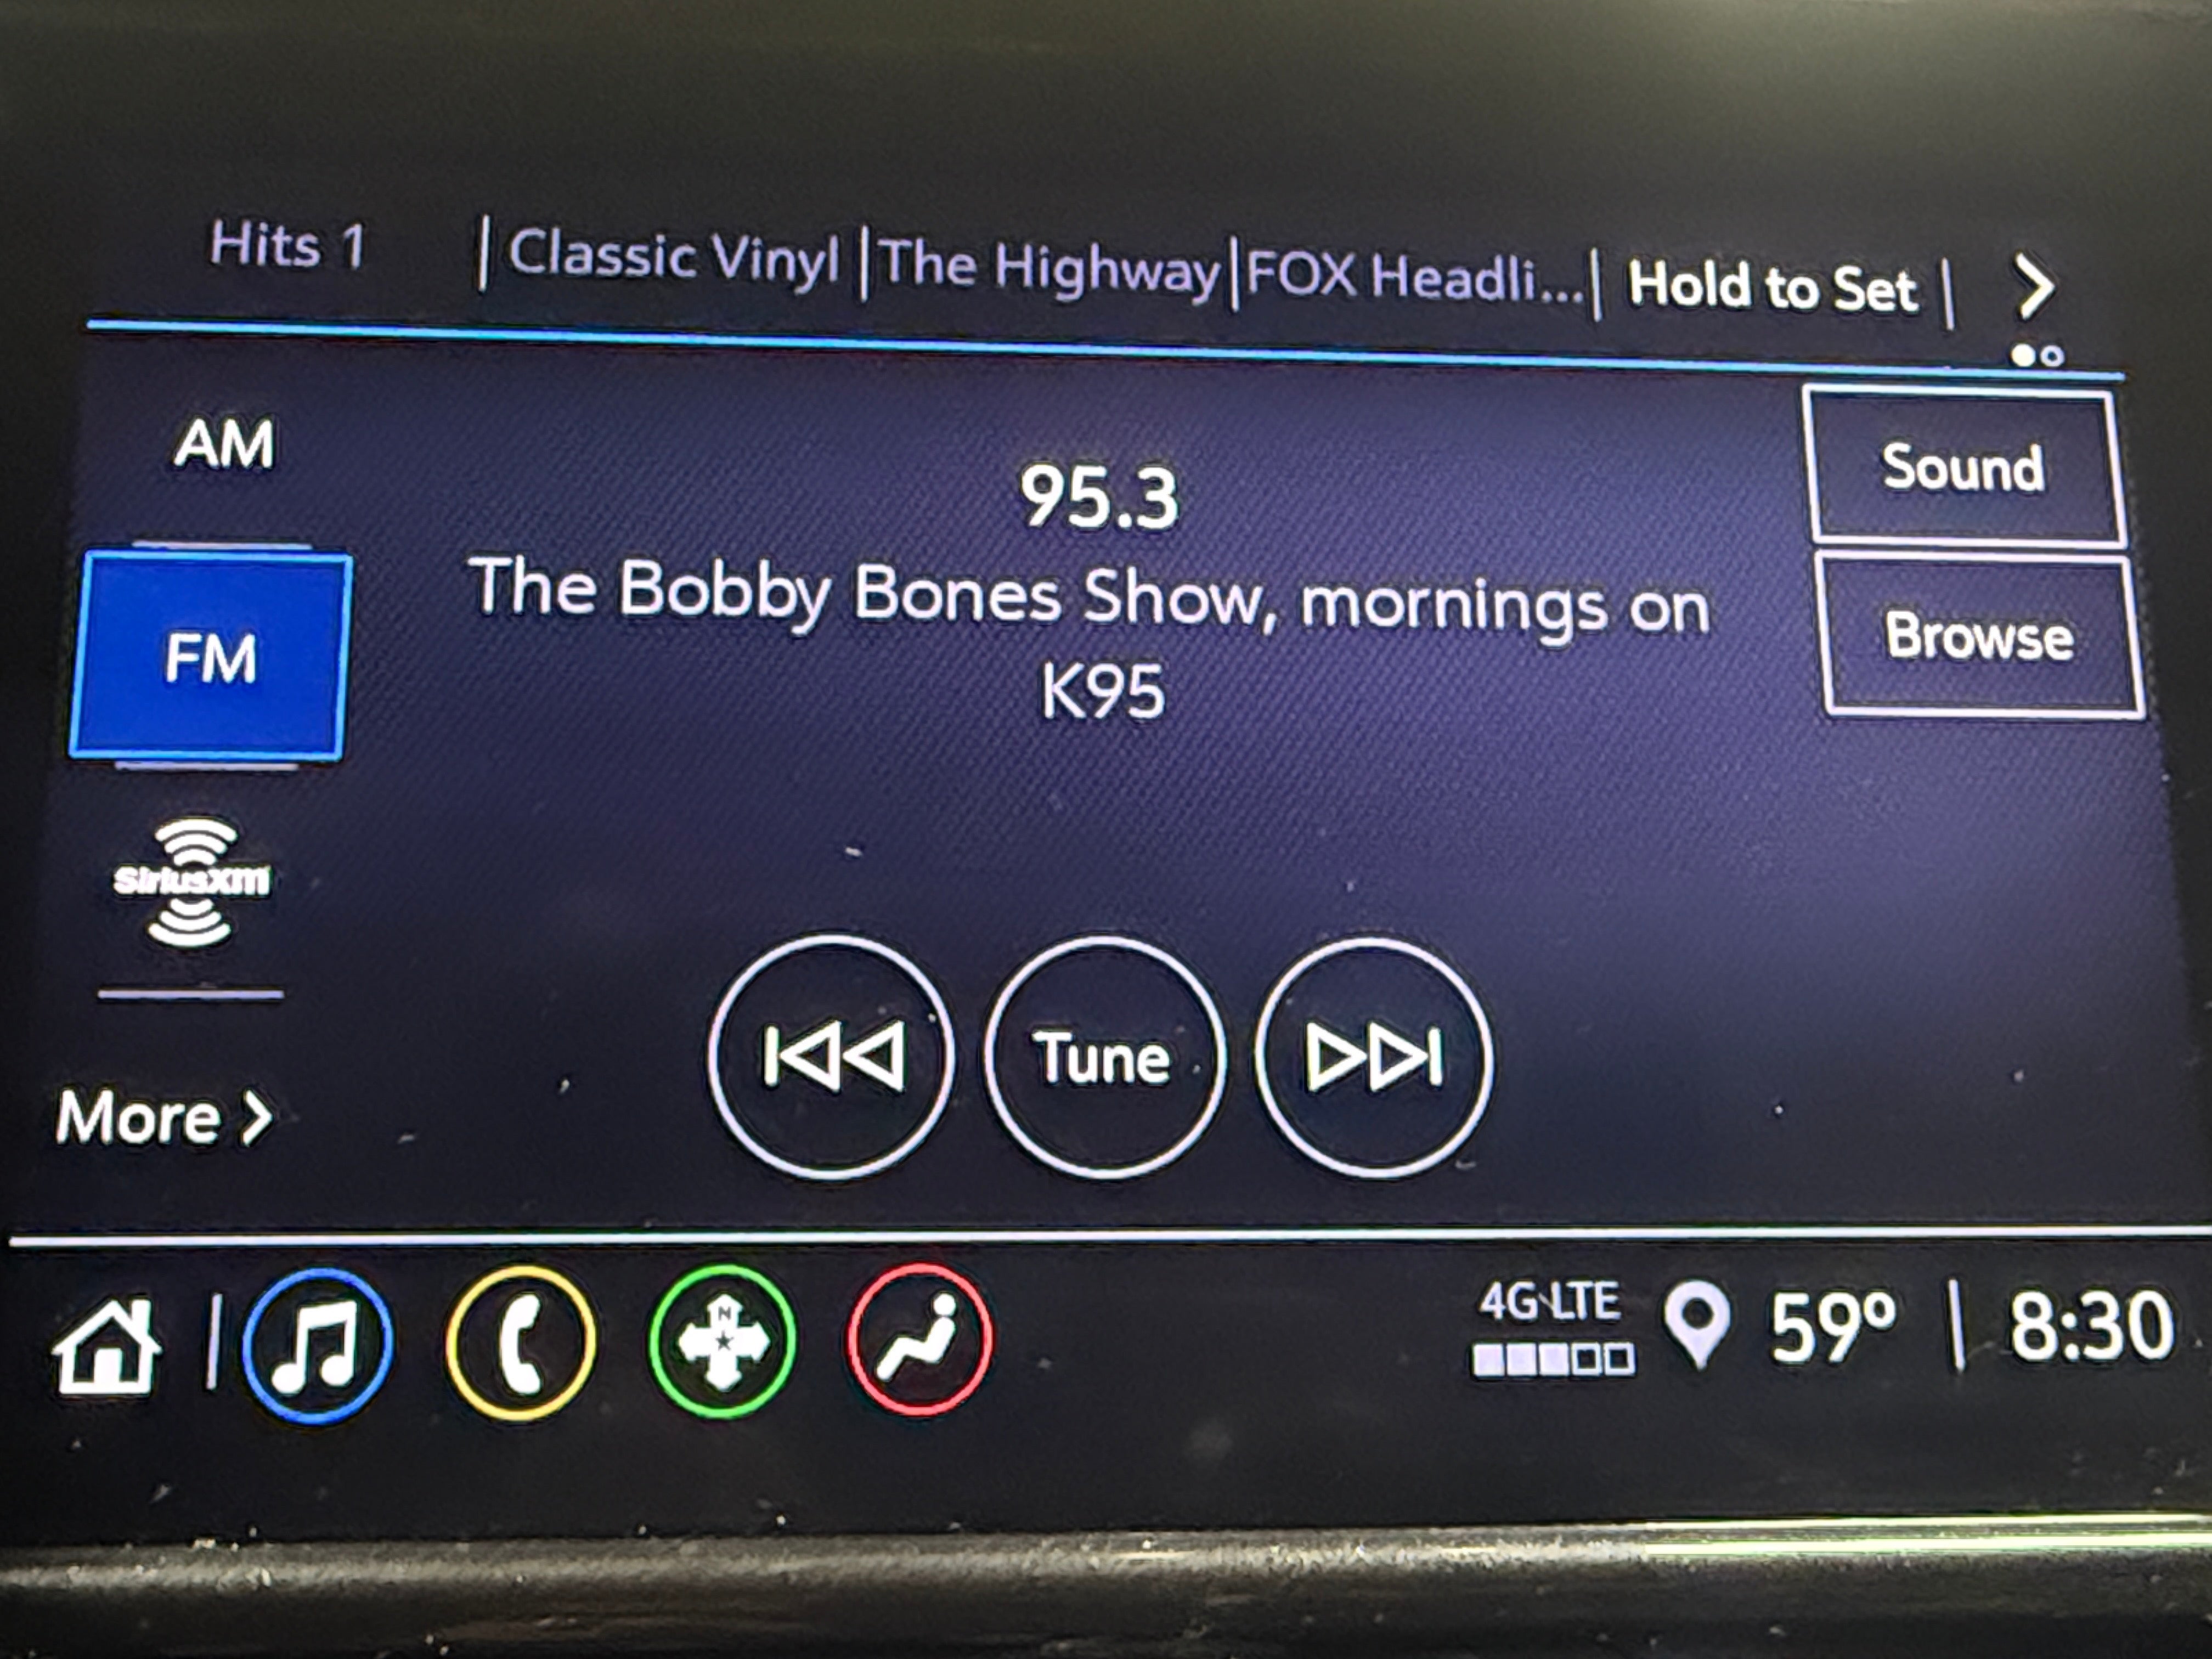 Hits 1 | Classic Vinyl | The Highway | FOX Headli... | Hold to Set |
AM
95.3
Sound
The Bobby Bones Show, mornings on
K95
Browse
FM
siriusxm
Tune
More
4G LTE
N
59° | 8:30